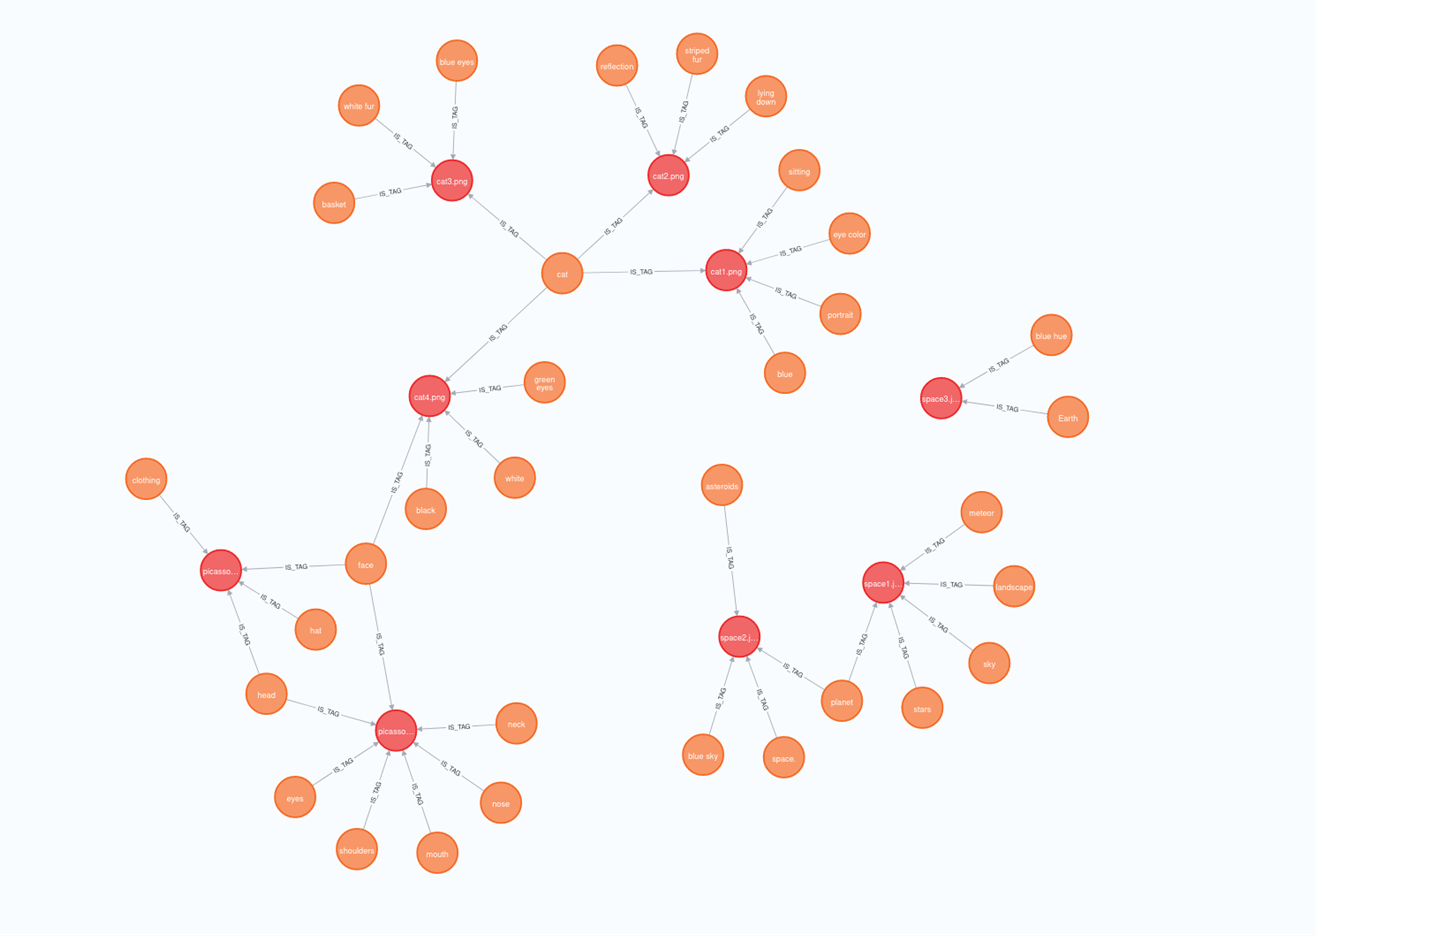 blue eyes
IS_TAG
white fur
IS_TAG
basket
IS_TAG
cat3.png
reflection
IS_TAG
striped
fur
IS_TAG
lying
down
IS_TAG
cat2.png
IS_TAG
IS_TAG
cat
IS_TAG
cat1.png
sitting
IS_TAG
eye color
IS_TAG
portrait
IS_TAG
blue
IS_TAG
IS_TAG
cat4.png
green
eyes
IS_TAG
white
IS_TAG
black
IS_TAG
IS_TAG
blue hue
IS_TAG
space3.j...
Earth
IS_TAG
clothing
IS_TAG
picasso...
IS_TAG
face
hat
IS_TAG
IS_TAG
head
IS_TAG
IS_TAG
picasso...
neck
IS_TAG
eyes
IS_TAG
shoulders
IS_TAG
mouth
IS_TAG
nose
IS_TAG
asteroids
IS_TAG
space2.j...
blue sky
IS_TAG
space.
IS_TAG
planet
IS_TAG
IS_TAG
space1.j...
meteor
IS_TAG
landscape
IS_TAG
sky
IS_TAG
stars
IS_TAG